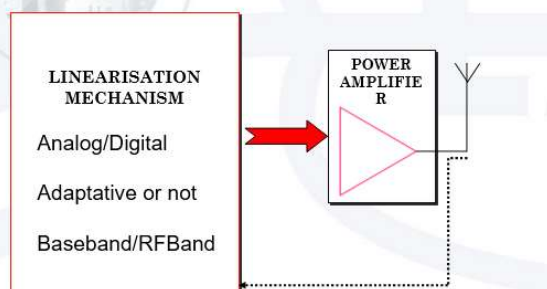 LINEARISATION
MECHANISM
Analog/Digital
Adaptative or not
Baseband/RFBand
POWER
AMPLIFIE
R